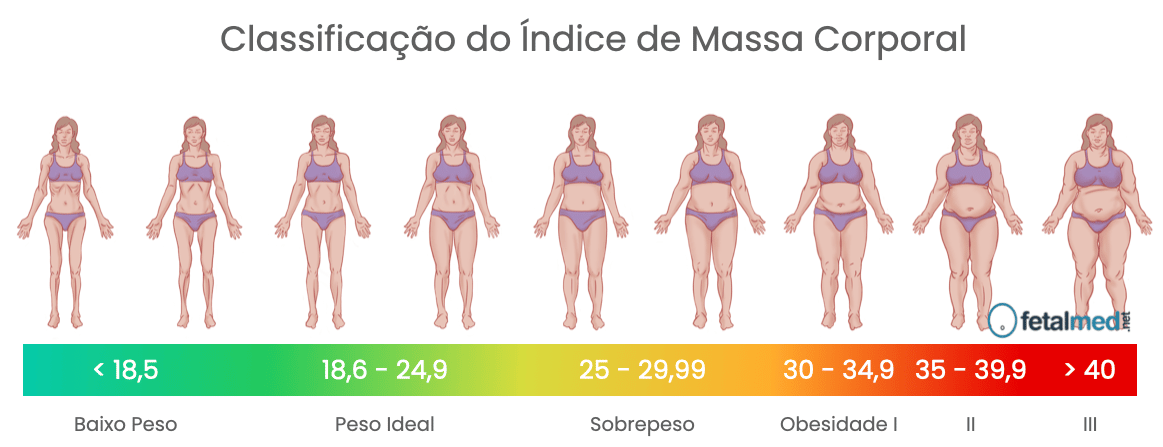 Classificação do Índice de Massa Corporal
fetalmed.net
< 18,5 18,6 - 24,9 25 - 29,99 30 - 34,9 35 - 39,9 > 40
Baixo Peso Peso Ideal Sobrepeso Obesidade I II III